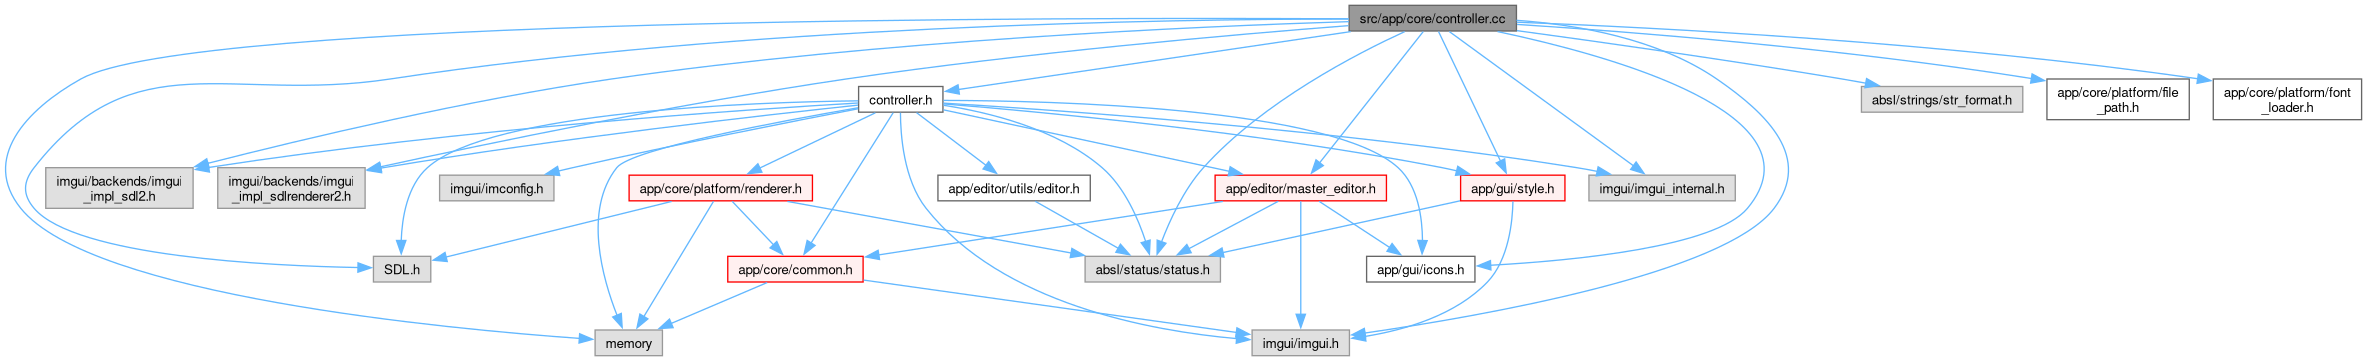 src/app/core/controller.cc
controller.h
absl/strings/str_format.h
app/core/platform/file
_path.h
app/core/platform/font
_loader.h
imgui/backends/imgui
_impl_sdl2.h
imgui/backends/imgui
_impl_sdlrenderer2.h
imgui/imconfig.h
app/core/platform/renderer.h
app/editor/utils/editor.h
app/editor/master_editor.h
app/gui/style.h
imgui/imgui_internal.h
SDL.h
app/core/common.h
absl/status/status.h
app/gui/icons.h
memory
imgui/imgui.h